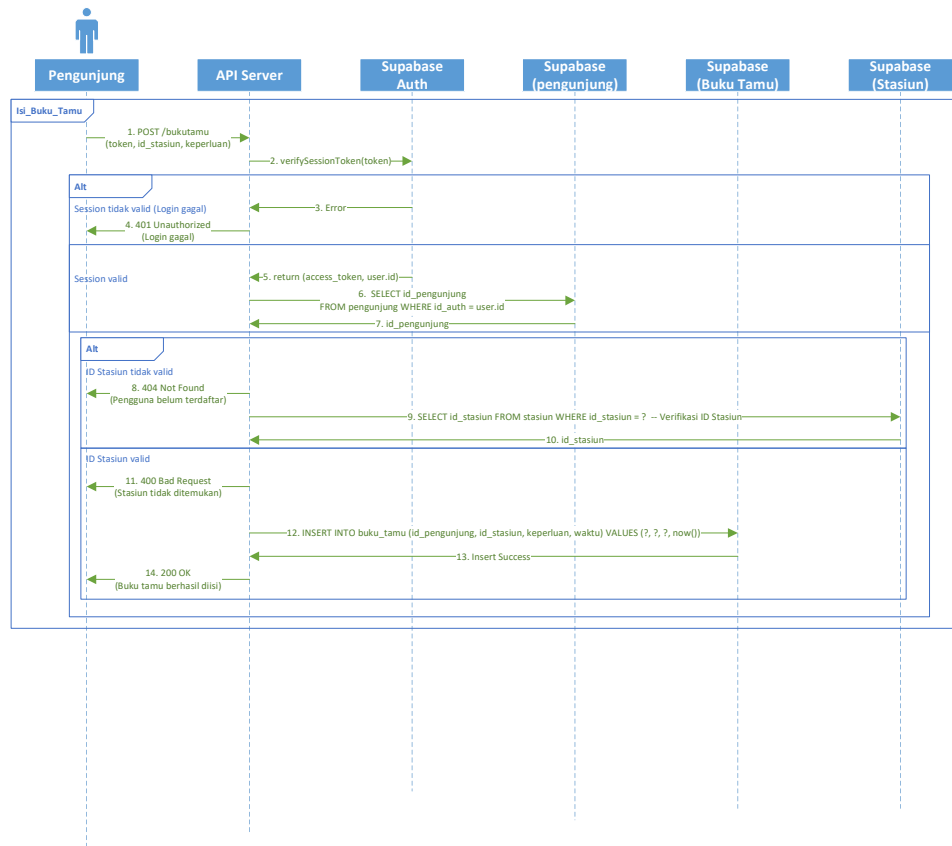 Pengunjung
API Server
Supabase
Auth
Supabase
(pengunjung)
Supabase
(Buku Tamu)
Supabase
(Stasiun)
Isi_Buku_Tamu
1. POST /bukutamu
(token, id_stasiun, keperluan)
2. verifySessionToken(token)
Alt
Session tidak valid (Login gagal)
3. Error
4. 401 Unauthorized
(Login gagal)
Session valid
5. return (access_token, user.id)
6. SELECT id_pengunjung
FROM pengunjung WHERE id_auth = user.id
7. id_pengunjung
Alt
ID Stasiun tidak valid
8. 404 Not Found
(Pengguna belum terdaftar)
9. SELECT id_stasiun FROM stasiun WHERE id_stasiun = ? -- Verifikasi ID Stasiun
10. id_stasiun
ID Stasiun valid
11. 400 Bad Request
(Stasiun tidak ditemukan)
12. INSERT INTO buku_tamu (id_pengunjung, id_stasiun, keperluan, waktu) VALUES (?, ?, ?, now())
13. Insert Success
14. 200 OK
(Buku tamu berhasil diisi)